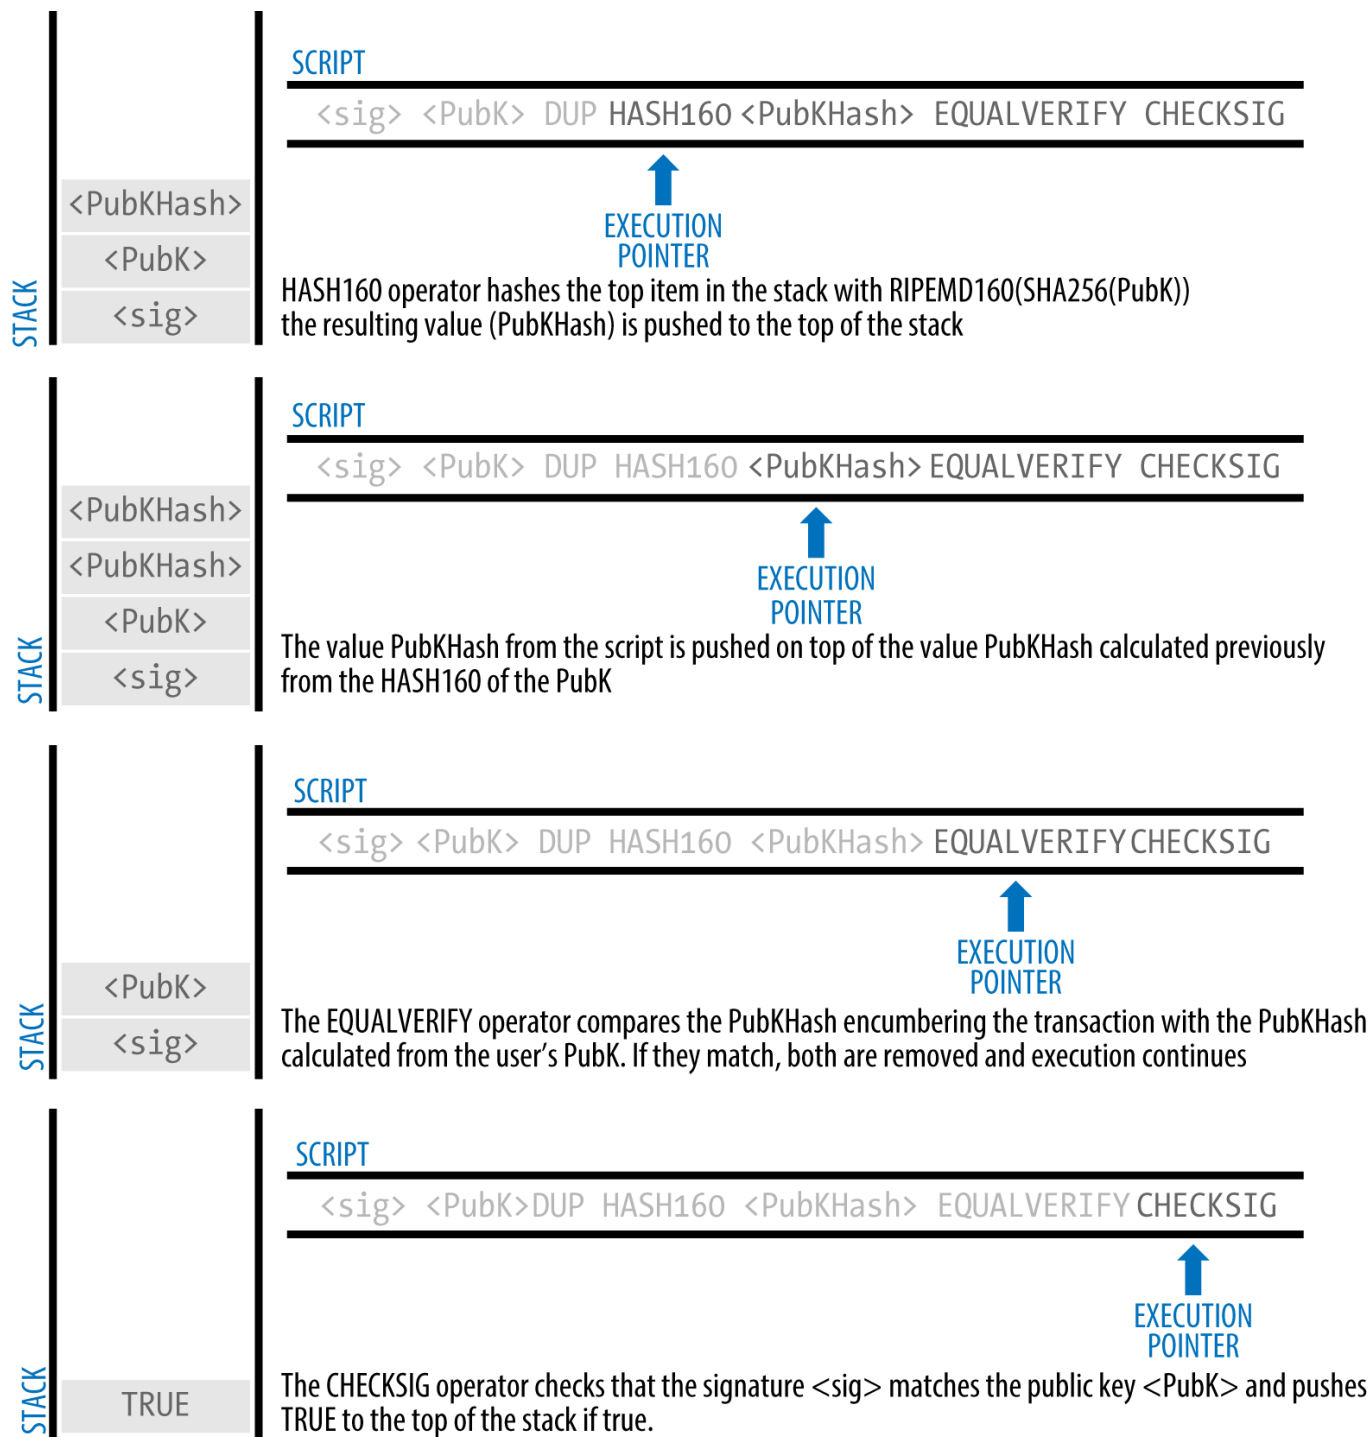 SCRIPT
<sig> <PubK> DUP HASH160 <PubKHash> EQUALVERIFY CHECKSIG
<PubKHash>
<PubK>
<sig>
STACK
EXECUTION
POINTER
HASH160 operator hashes the top item in the stack with RIPEMD160(SHA256(PubK))
the resulting value (PubKHash) is pushed to the top of the stack
SCRIPT
<sig> <PubK> DUP HASH160 <PubKHash> EQUALVERIFY CHECKSIG
<PubKHash>
<PubKHash>
<PubK>
<sig>
STACK
EXECUTION
POINTER
The value PubKHash from the script is pushed on top of the value PubKHash calculated previously
from the HASH160 of the PubK
SCRIPT
<sig> <PubK> DUP HASH160 <PubKHash> EQUALVERIFY CHECKSIG
<PubK>
<sig>
STACK
EXECUTION
POINTER
The EQUALVERIFY operator compares the PubKHash encumbering the transaction with the PubKHash
calculated from the user’s PubK. If they match, both are removed and execution continues
SCRIPT
<sig> <PubK>DUP HASH160 <PubKHash> EQUALVERIFY CHECKSIG
TRUE
STACK
EXECUTION
POINTER
The CHECKSIG operator checks that the signature <sig> matches the public key <PubK> and pushes
TRUE to the top of the stack if true.